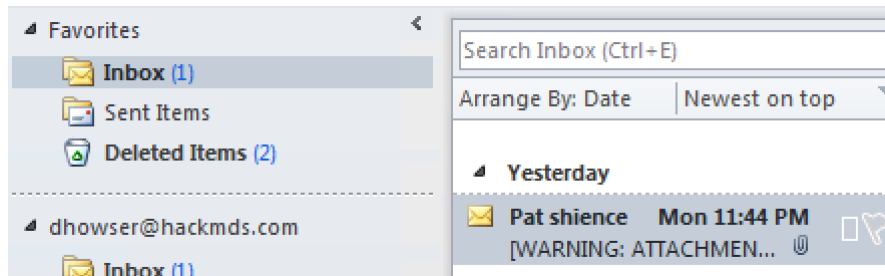 Favorites
Inbox (1)
Sent Items
Deleted Items (2)
dhowser@hackmds.com
Inbox (1)
Search Inbox (Ctrl+E)
Arrange By: Date Newest on top
Yesterday
Pat shience Mon 11:44 PM
[WARNING: ATTACHMEN...